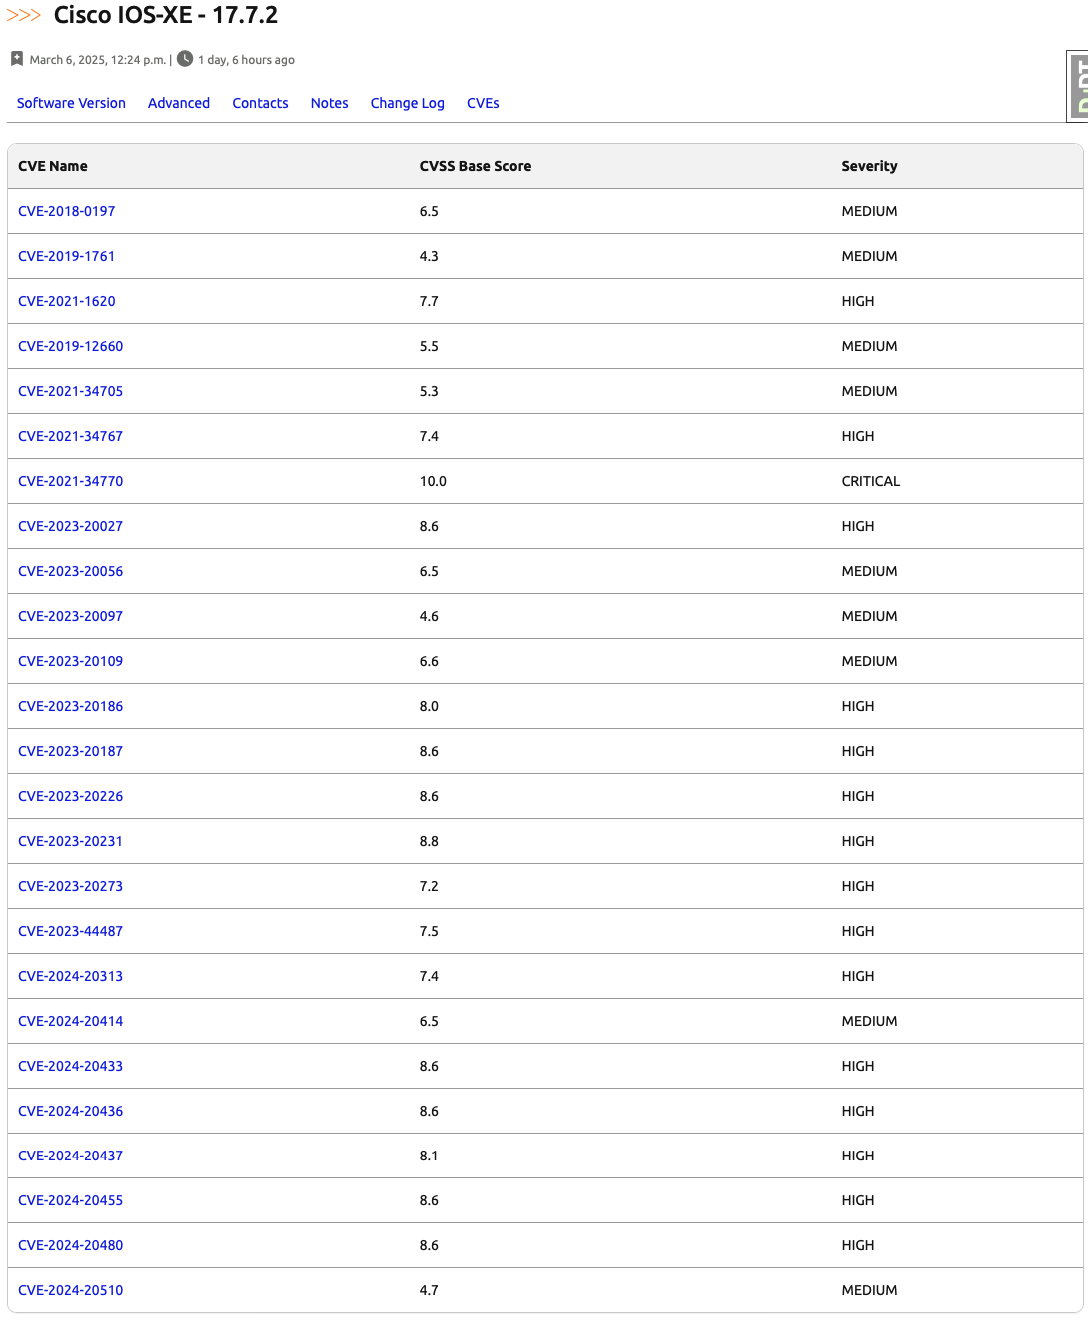 >>> Cisco IOS-XE - 17.7.2
March 6, 2025, 12:24 p.m. | 1 day, 6 hours ago
Software Version Advanced Contacts Notes Change Log CVEs
CVE Name CVSS Base Score Severity
CVE-2018-0197 6.5 MEDIUM
CVE-2019-1761 4.3 MEDIUM
CVE-2021-1620 7.7 HIGH
CVE-2019-12660 5.5 MEDIUM
CVE-2021-34705 5.3 MEDIUM
CVE-2021-34767 7.4 HIGH
CVE-2021-34770 10.0 CRITICAL
CVE-2023-20027 8.6 HIGH
CVE-2023-20056 6.5 MEDIUM
CVE-2023-20097 4.6 MEDIUM
CVE-2023-20109 6.6 MEDIUM
CVE-2023-20186 8.0 HIGH
CVE-2023-20187 8.6 HIGH
CVE-2023-20226 8.6 HIGH
CVE-2023-20231 8.8 HIGH
CVE-2023-20273 7.2 HIGH
CVE-2023-44487 7.5 HIGH
CVE-2024-20313 7.4 HIGH
CVE-2024-20414 6.5 MEDIUM
CVE-2024-20433 8.6 HIGH
CVE-2024-20436 8.6 HIGH
CVE-2024-20437 8.1 HIGH
CVE-2024-20455 8.6 HIGH
CVE-2024-20480 8.6 HIGH
CVE-2024-20510 4.7 MEDIUM